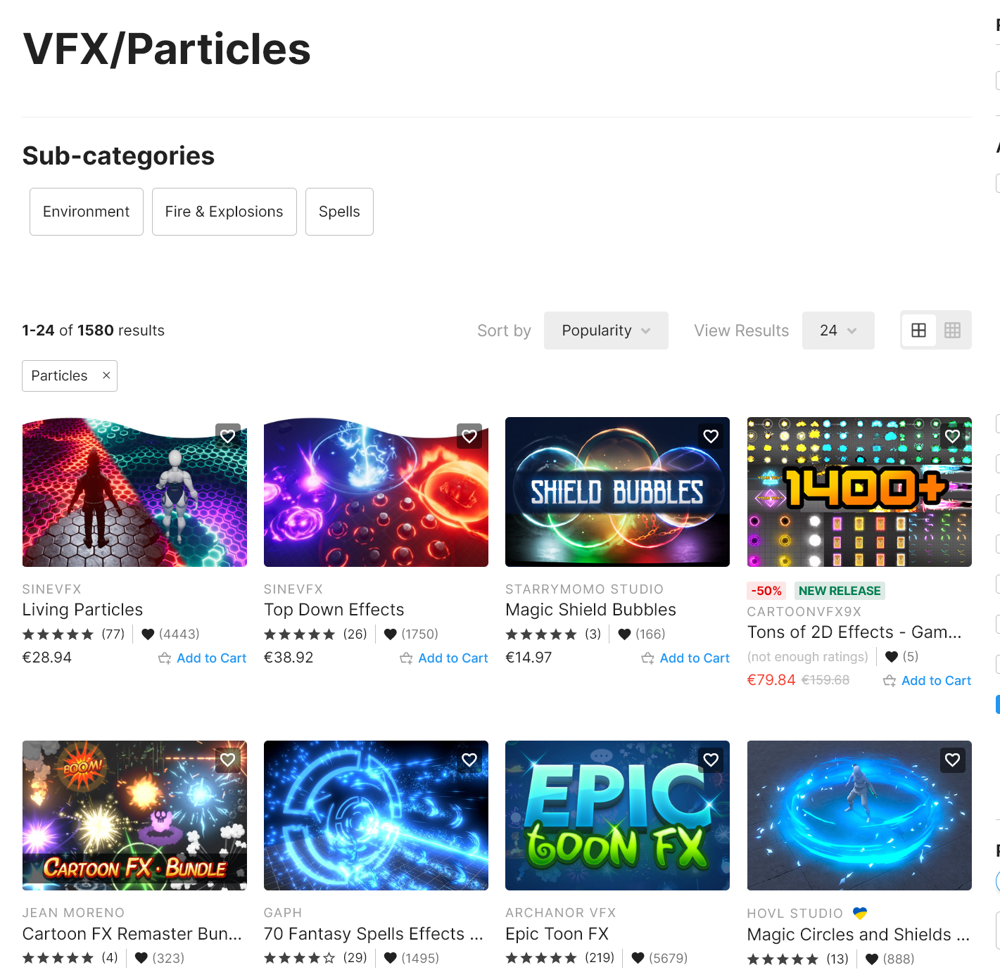 VFX/Particles
Sub-categories
Environment
Fire & Explosions
Spells
1-24 of 1580 results
Sort by
Popularity
View Results
24
Particles ×
SHIELD BUBBLES
1400+
SINEVFX
Living Particles
(77) (4443)
€28.94
Add to Cart
SINEVFX
Top Down Effects
(26) (1750)
€38.92
Add to Cart
STARRYMOMO STUDIO
Magic Shield Bubbles
(3) (166)
€14.97
Add to Cart
-50% NEW RELEASE
CARTOONVFX9X
Tons of 2D Effects - Gam...
(not enough ratings) (5)
€79.84 €159.68
Add to Cart
BOOM!
CARTOON FX · BUNDLE
EPIC
TOON FX
JEAN MORENO
Cartoon FX Remaster Bun...
(4) (323)
GAPH
70 Fantasy Spells Effects ...
(29) (1495)
ARCHANOR VFX
Epic Toon FX
(219) (5679)
HOVL STUDIO
Magic Circles and Shields ...
(13) (888)